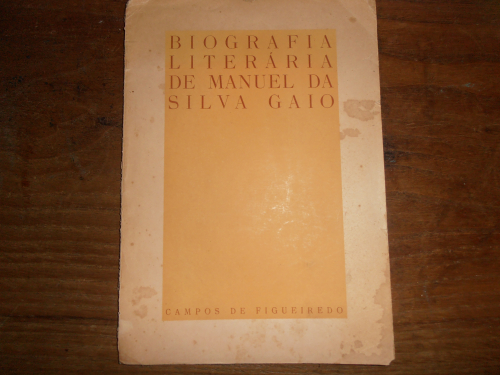 BIOGRAFIA
LITERÁRIA
DE MANUEL DA
SILVA GAIO
CAMPOS DE FIGUEIREDO